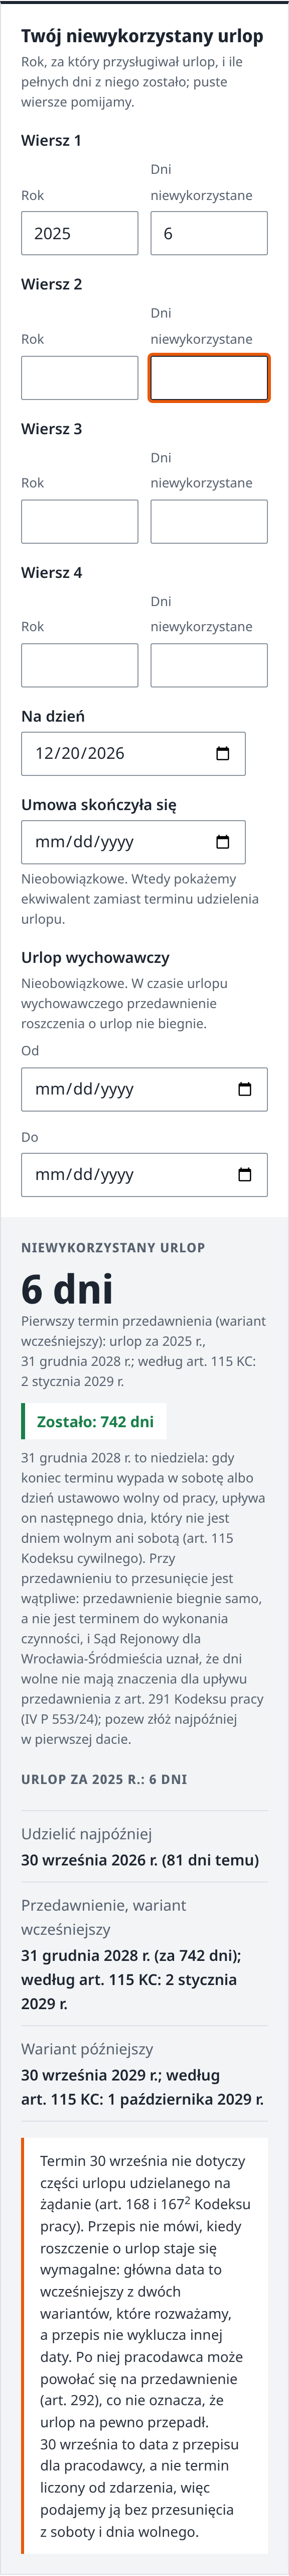 Twój niewykorzystany urlop
Rok, za który przysługiwał urlop, i ile
pełnych dni z niego zostało; puste
wiersze pomijamy.
Wiersz 1
Rok
Dni
niewykorzystane
2025
6
Wiersz 2
Rok
Dni
niewykorzystane
Wiersz 3
Rok
Dni
niewykorzystane
Wiersz 4
Rok
Dni
niewykorzystane
Na dzień
12/20/2026
Umowa skończyła się
mm/dd/yyyy
Nieobowiązkowe. Wtedy pokażemy
ekwiwalent zamiast terminu udzielenia
urlopu.
Urlop wychowawczy
Nieobowiązkowe. W czasie urlopu
wychowawczego przedawnienie
roszczenia o urlop nie biegnie.
Od
mm/dd/yyyy
Do
mm/dd/yyyy
NIEWYKORZYSTANY URLOP
6 dni
Pierwszy termin przedawnienia (wariant
wcześniejszy): urlop za 2025 r.,
31 grudnia 2028 r.; według art. 115 KC:
2 stycznia 2029 r.
Zostało: 742 dni
31 grudnia 2028 r. to niedziela: gdy
koniec terminu wypada w sobotę albo
dzień ustawowo wolny od pracy, upływa
on następnego dnia, który nie jest
dniem wolnym ani sobotą (art. 115
Kodeksu cywilnego). Przy
przedawnieniu to przesunięcie jest
wątpliwe: przedawnienie biegnie samo,
a nie jest terminem do wykonania
czynności, i Sąd Rejonowy dla
Wrocławia-Śródmieścia uznał, że dni
wolne nie mają znaczenia dla upływu
przedawnienia z art. 291 Kodeksu pracy
(IV P 553/24); pozew złóż najpóźniej
w pierwszej dacie.
URLOP ZA 2025 R.: 6 DNI
Udzielić najpóźniej
30 września 2026 r. (81 dni temu)
Przedawnienie, wariant
wcześniejszy
31 grudnia 2028 r. (za 742 dni);
według art. 115 KC: 2 stycznia
2029 r.
Wariant późniejszy
30 września 2029 r.; według
art. 115 KC: 1 października 2029 r.
Termin 30 września nie dotyczy
części urlopu udzielanego na
żądanie (art. 168 i 167² Kodeksu
pracy). Przepis nie mówi, kiedy
roszczenie o urlop staje się
wymagalne: główna data to
wcześniejszy z dwóch
wariantów, które rozważamy,
a przepis nie wyklucza innej
daty. Po niej pracodawca może
powołać się na przedawnienie
(art. 292), co nie oznacza, że
urlop na pewno przepadł.
30 września to data z przepisu
dla pracodawcy, a nie termin
liczony od zdarzenia, więc
podajemy ją bez przesunięcia
z soboty i dnia wolnego.